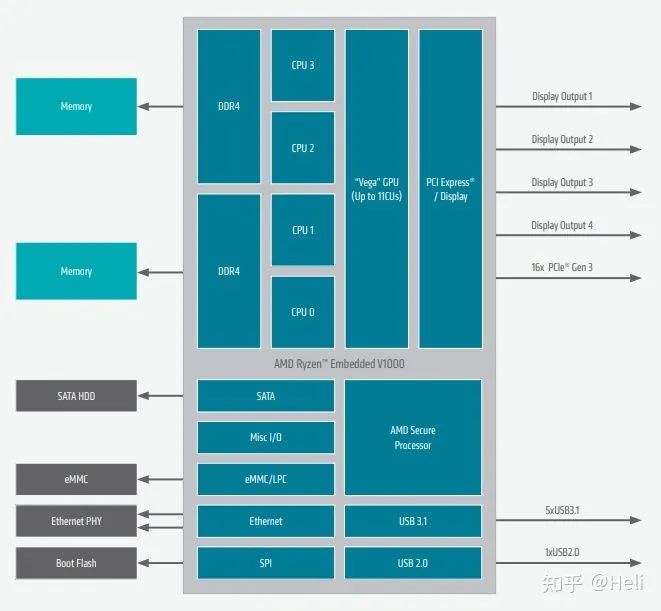 Memory
DDR4
CPU 3
CPU 2
"Vega" GPU
(Up to 11CUs)
PCI Express®
/ Display
Display Output 1
Display Output 2
Display Output 3
Display Output 4
16x PCIe® Gen 3
Memory
DDR4
CPU 1
CPU 0
AMD Ryzen™ Embedded V1000
SATA HDD
SATA
Misc I/O
AMD Secure
Processor
eMMC
eMMC/LPC
Ethernet PHY
Ethernet
USB 3.1
5xUSB3.1
Boot Flash
SPI
USB 2.0
1xUSB2.0
知乎 @Heli